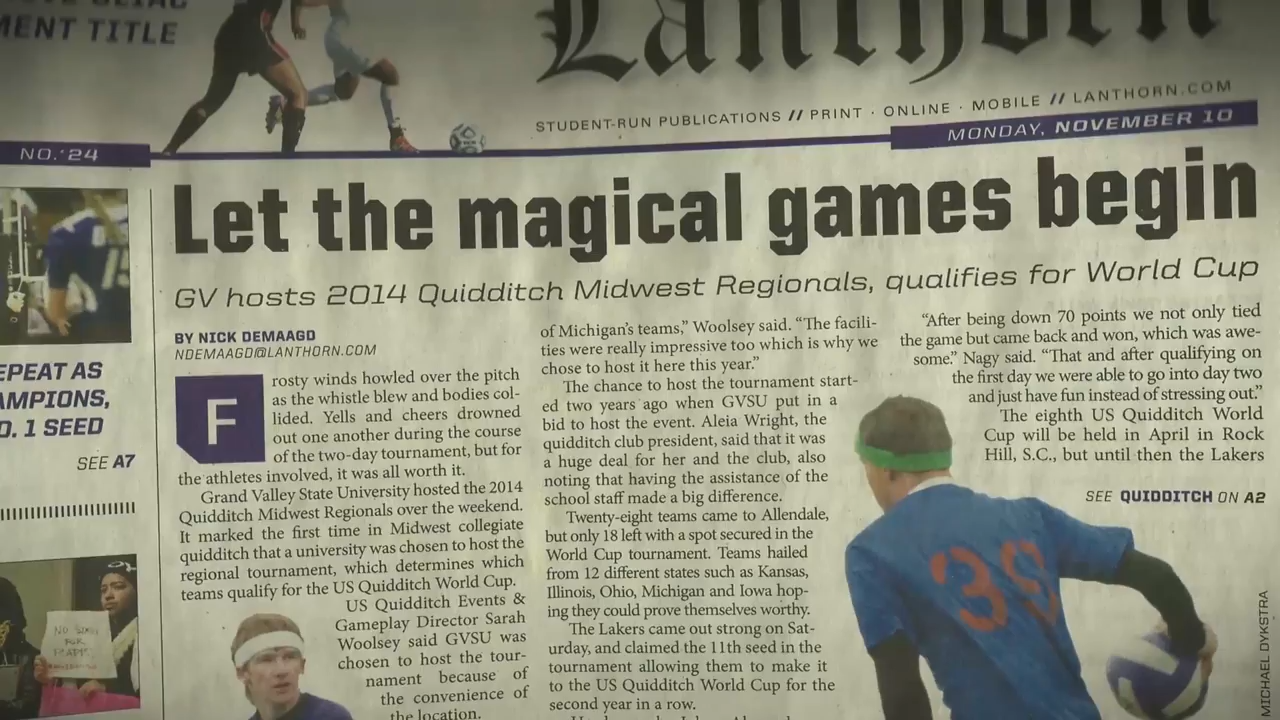 MENT TITLE
Lanthorn
STUDENT-RUN PUBLICATIONS // PRINT · ONLINE · MOBILE // LANTHORN.COM
NO. 24
MONDAY, NOVEMBER 10
Let the magical games begin
GV hosts 2014 Quidditch Midwest Regionals, qualifies for World Cup
EPEAT AS
AMPIONS,
O. 1 SEED
SEE A7
NO
FOR
BY NICK DEMAAGD
NDEMAAGD@LANTHORN.COM
Frosty winds howled over the pitch
as the whistle blew and bodies col-
lided. Yells and cheers drowned
out one another during the course
of the two-day tournament, but for
the athletes involved, it was all worth it.
Grand Valley State University hosted the 2014
Quidditch Midwest Regionals over the weekend.
It marked the first time in Midwest collegiate
quidditch that a university was chosen to host the
regional tournament, which determines which
teams qualify for the US Quidditch World Cup.
US Quidditch Events &
Gameplay Director Sarah
Woolsey said GVSU was
chosen to host the tour-
nament because of
the convenience of
the location.
of Michigan's teams,” Woolsey said. “The facili-
ties were really impressive too which is why we
chose to host it here this year.”
The chance to host the tournament start-
ed two years ago when GVSU put in a
bid to host the event. Aleia Wright, the
quidditch club president, said that it was
a huge deal for her and the club, also
noting that having the assistance of the
school staff made a big difference.
Twenty-eight teams came to Allendale,
but only 18 left with a spot secured in the
World Cup tournament. Teams hailed
from 12 different states such as Kansas,
Illinois, Ohio, Michigan and Iowa hop-
ing they could prove themselves worthy.
The Lakers came out strong on Sat-
urday, and claimed the 11th seed in the
tournament allowing them to make it
to the US Quidditch World Cup for the
second year in a row.
“After being down 70 points we not only tied
the game but came back and won, which was awe-
some.” Nagy said. “That and after qualifying on
the first day we were able to go into day two
and just have fun instead of stressing out.”
The eighth US Quidditch World
Cup will be held in April in Rock
Hill, S.C., but until then the Lakers
SEE QUIDDITCH ON A2
39
MICHAEL DYKSTRA